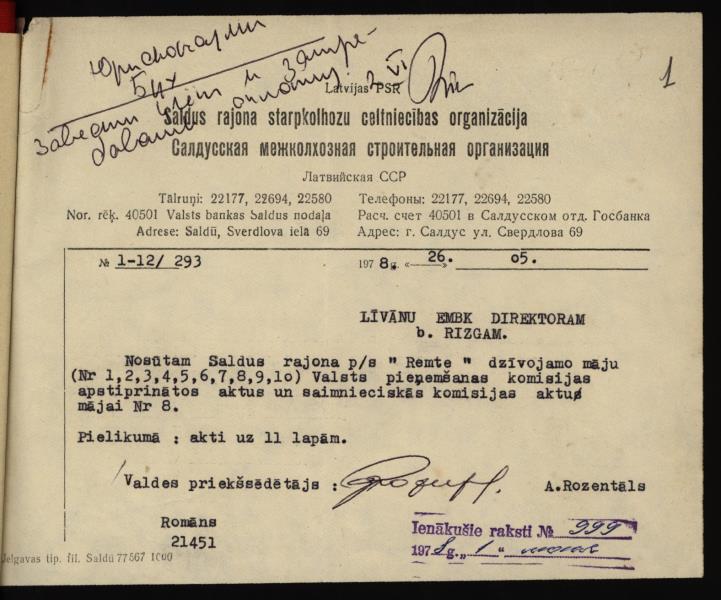 1
Latvijas PSR
Saldus rajona starpkolhozu celtniecības organizācija
Салдусская межколхозная строительная организация
Латвийская ССР
Tālruņi: 22177, 22694, 22580 Телефоны: 22177, 22694, 22580
Nor. rēķ. 40501 Valsts bankas Saldus nodaļa Расч. счет 40501 в Салдусском отд. Госбанка
Adrese: Saldū, Sverdlova ielā 69 Адрес: г. Салдус ул. Свердлова 69
№ 1-12/ 293 1978g. «26. 05.
LĪVĀNU EMBK DIREKTORAM
b. RIZGAM.
Nosūtam Saldus rajona p/s " Remte " dzīvojamo māju
(Nr 1,2,3,4,5,6,7,8,9,1o) Valsts pieņemšanas komisijas
apstiprinātos aktus un saimnieciskās komisijas aktu
mājai Nr 8.
Pielikumā : akti uz 11 lapām.
Valdes priekšsēdētājs : A.Rozentāls
Romāns
21451
Ienākušie raksti № 999
1978g. „1“
Jelgavas tip. fil. Saldū 77567 1000